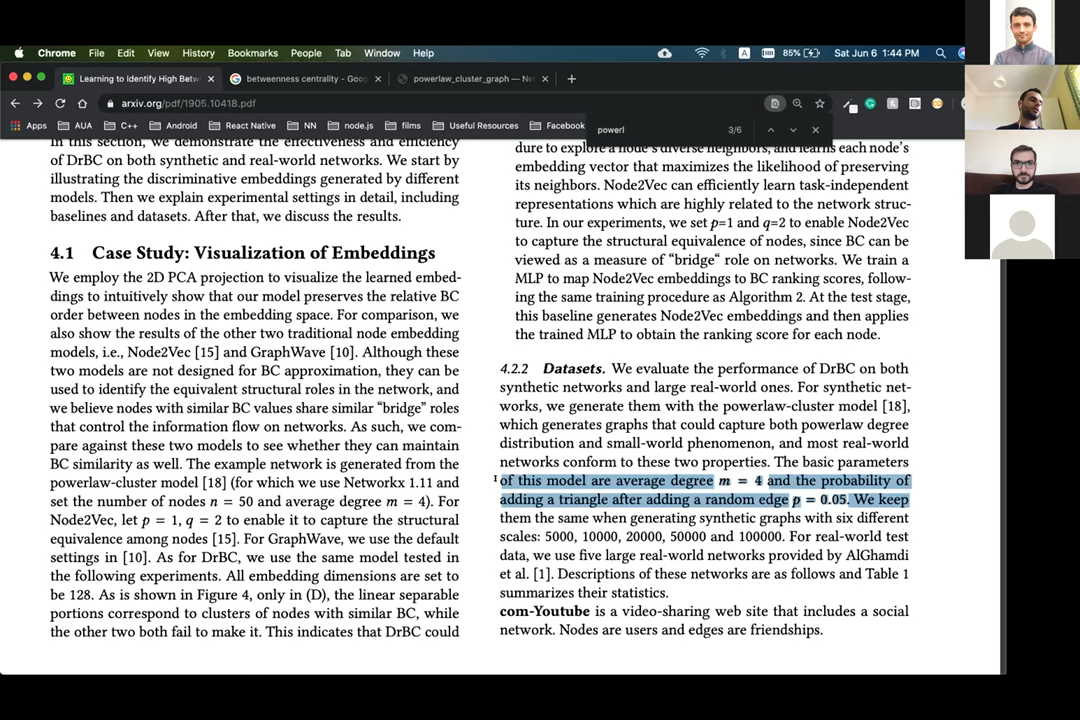 Chrome File Edit View History Bookmarks People Tab Window Help
A 85% Sat Jun 6 1:44 PM
Learning to Identify High Betw × betweenness centrality - Goog × powerlaw_cluster_graph — Ne × +
arxiv.org/pdf/1905.10418.pdf
Apps AUA C++ Android React Native NN node.js films Useful Resources Facebook
powerl 3/6
In this section, we demonstrate the effectiveness and efficiency
of DrBC on both synthetic and real-world networks. We start by
illustrating the discriminative embeddings generated by different
models. Then we explain experimental settings in detail, including
baselines and datasets. After that, we discuss the results.
4.1 Case Study: Visualization of Embeddings
We employ the 2D PCA projection to visualize the learned embed-
dings to intuitively show that our model preserves the relative BC
order between nodes in the embedding space. For comparison, we
also show the results of the other two traditional node embedding
models, i.e., Node2Vec [15] and GraphWave [10]. Although these
two models are not designed for BC approximation, they can be
used to identify the equivalent structural roles in the network, and
we believe nodes with similar BC values share similar “bridge” roles
that control the information flow on networks. As such, we com-
pare against these two models to see whether they can maintain
BC similarity as well. The example network is generated from the
powerlaw-cluster model [18] (for which we use Networkx 1.11 and
set the number of nodes n = 50 and average degree m = 4). For
Node2Vec, let p = 1, q = 2 to enable it to capture the structural
equivalence among nodes [15]. For GraphWave, we use the default
settings in [10]. As for DrBC, we use the same model tested in
the following experiments. All embedding dimensions are set to
be 128. As is shown in Figure 4, only in (D), the linear separable
portions correspond to clusters of nodes with similar BC, while
the other two both fail to make it. This indicates that DrBC could
dure to explore a node's diverse neighbors, and learns each node's
embedding vector that maximizes the likelihood of preserving
its neighbors. Node2Vec can efficiently learn task-independent
representations which are highly related to the network struc-
ture. In our experiments, we set p=1 and q=2 to enable Node2Vec
to capture the structural equivalence of nodes, since BC can be
viewed as a measure of “bridge“ role on networks. We train a
MLP to map Node2Vec embeddings to BC ranking scores, follow-
ing the same training procedure as Algorithm 2. At the test stage,
this baseline generates Node2Vec embeddings and then applies
the trained MLP to obtain the ranking score for each node.
4.2.2 Datasets. We evaluate the performance of DrBC on both
synthetic networks and large real-world ones. For synthetic net-
works, we generate them with the powerlaw-cluster model [18],
which generates graphs that could capture both powerlaw degree
distribution and small-world phenomenon, and most real-world
networks conform to these two properties. The basic parameters
of this model are average degree m = 4 and the probability of
adding a triangle after adding a random edge p = 0.05. We keep
them the same when generating synthetic graphs with six different
scales: 5000, 10000, 20000, 50000 and 100000. For real-world test
data, we use five large real-world networks provided by AlGhamdi
et al. [1]. Descriptions of these networks are as follows and Table 1
summarizes their statistics.
com-Youtube is a video-sharing web site that includes a social
network. Nodes are users and edges are friendships.